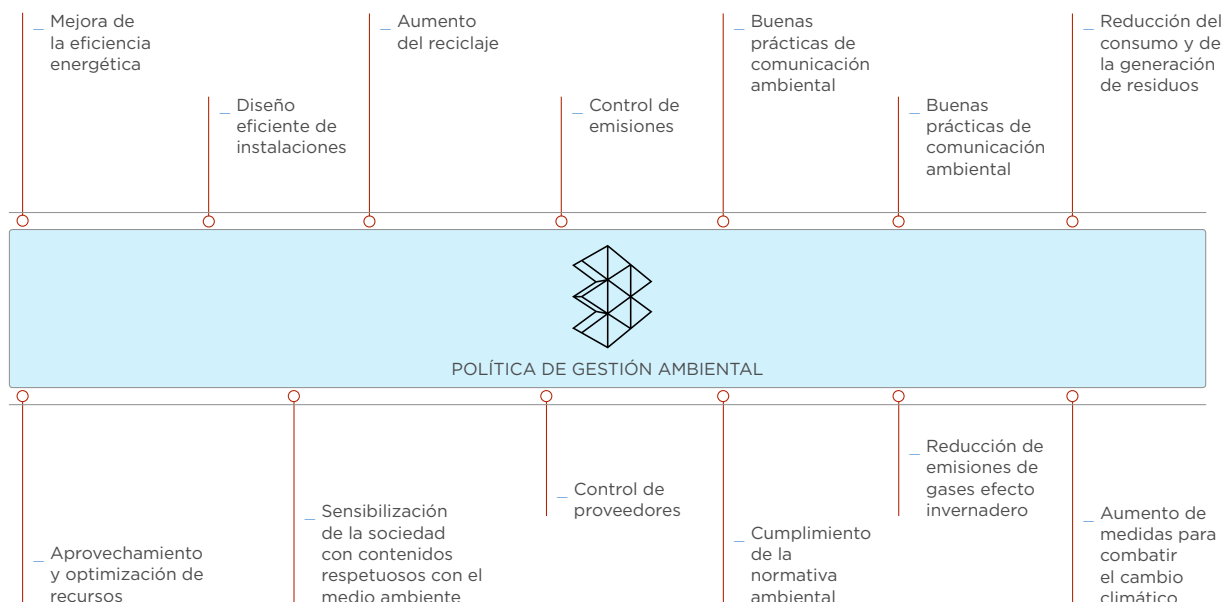 _ Mejora de
la eficiencia
energética
_ Diseño
eficiente de
instalaciones
_ Aumento
del reciclaje
_ Control de
emisiones
_ Buenas
prácticas de
comunicación
ambiental
_ Buenas
prácticas de
comunicación
ambiental
_ Reducción del
consumo y de
la generación
de residuos
POLÍTICA DE GESTIÓN AMBIENTAL
_ Aprovechamiento
y optimización de
recursos
_ Sensibilización
de la sociedad
con contenidos
respetuosos con el
medio ambiente
_ Control de
proveedores
_ Cumplimiento
de la
normativa
ambiental
_ Reducción de
emisiones de
gases efecto
invernadero
_ Aumento de
medidas para
combatir
el cambio
climático